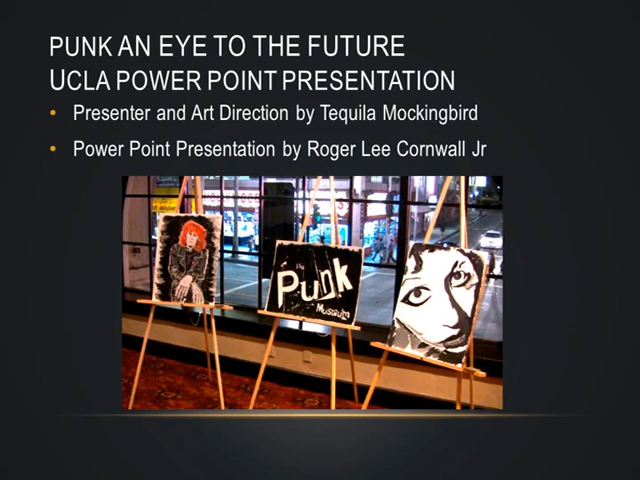 PUNK AN EYE TO THE FUTURE
UCLA POWER POINT PRESENTATION
• Presenter and Art Direction by Tequila Mockingbird
• Power Point Presentation by Roger Lee Cornwall Jr
the
Punk
Museum